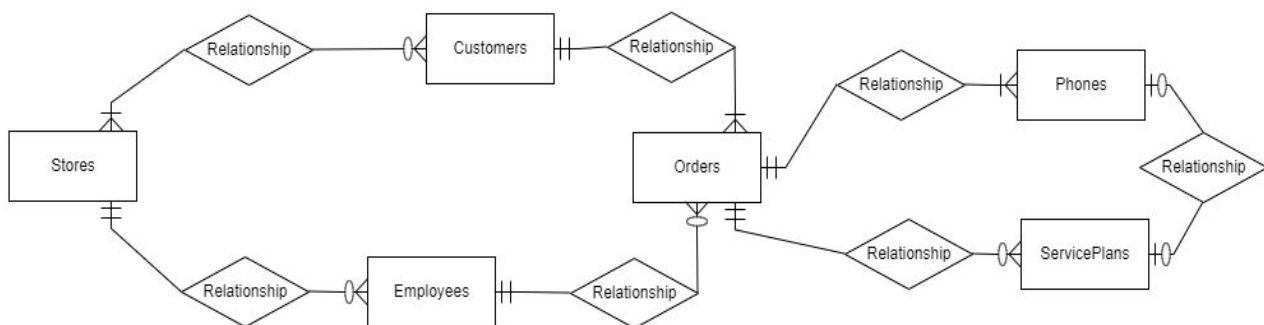 Relationship
Customers
Relationship
Relationship
Phones
Stores
Orders
Relationship
Relationship
ServicePlans
Relationship
Employees
Relationship